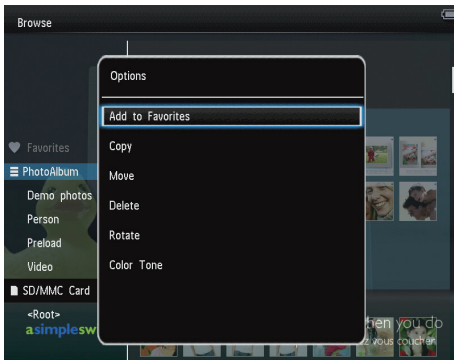 Browse
Options
Add to Favorites
Copy
Move
Delete
Rotate
Color Tone
Favorites
PhotoAlbum
Demo photos
Person
Preload
Video
SD/MMC Card
<Root>
asimplesw
hen you do
z vous coucher